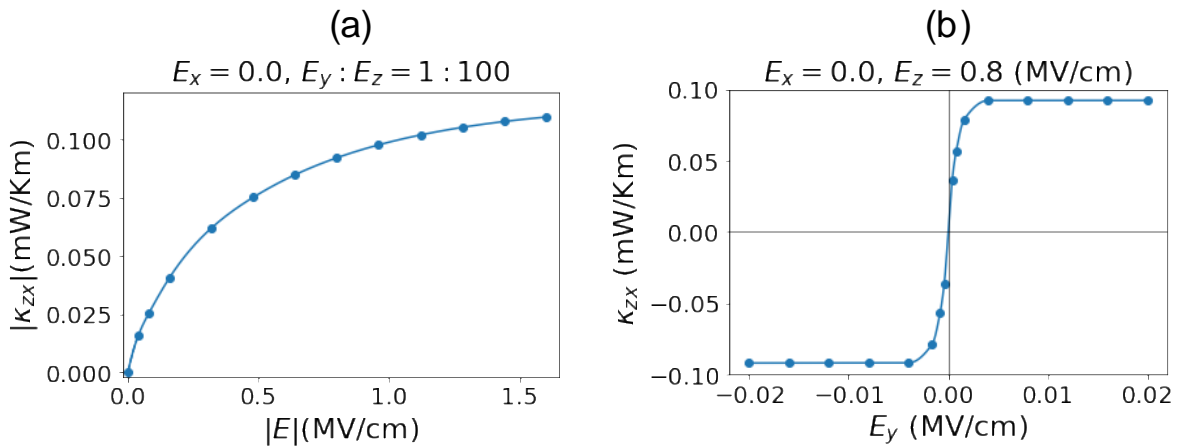 (a)
E_x = 0.0, E_y : E_z = 1 : 100
|κ_zx|(mW/Km)
0.100
0.075
0.050
0.025
0.000
0.0 0.5 1.0 1.5
|E|(MV/cm)
(b)
E_x = 0.0, E_z = 0.8 (MV/cm)
κ_zx (mW/Km)
0.10
0.05
0.00
−0.05
−0.10
−0.02 −0.01 0.00 0.01 0.02
E_y (MV/cm)